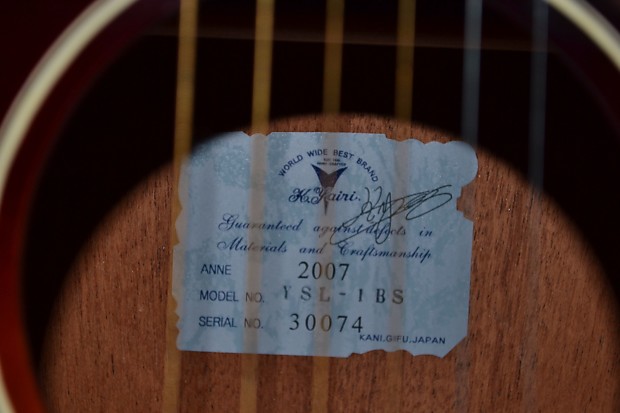 WORLD WIDE BEST BRAND
K.Yairi
Guaranteed against defects in
Materials and Craftsmanship
ANNE 2007
MODEL NO. YSL-1BS
SERIAL NO. 30074
KANI,GIFU,JAPAN